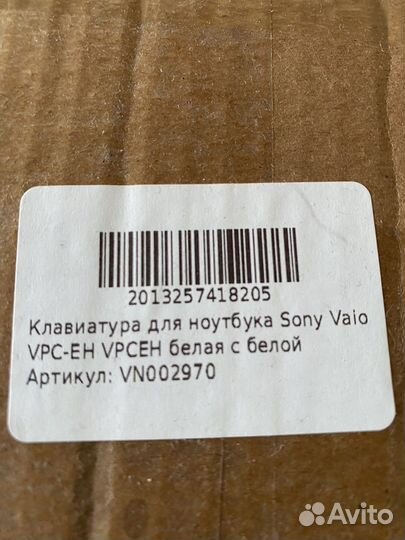 2013257418205
Клавиатура для ноутбука Sony Vaio
VPC-EH VPCEH белая с белой
Артикул: VN002970
Avito